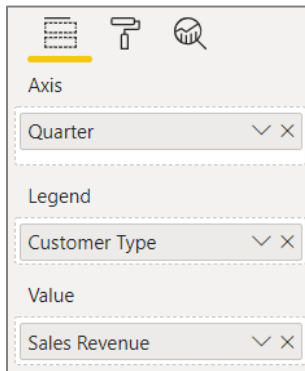 Axis
Quarter
Legend
Customer Type
Value
Sales Revenue